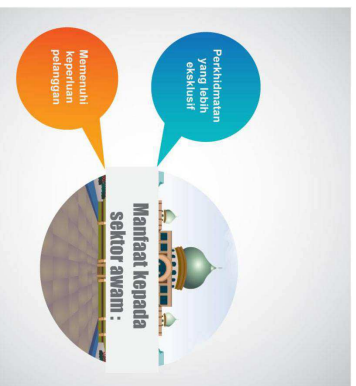 Manfaat kepada
sektor awam :
Perkhidmatan
yang lebih
eksklusif
Memenuhi
keperluan
pelanggan